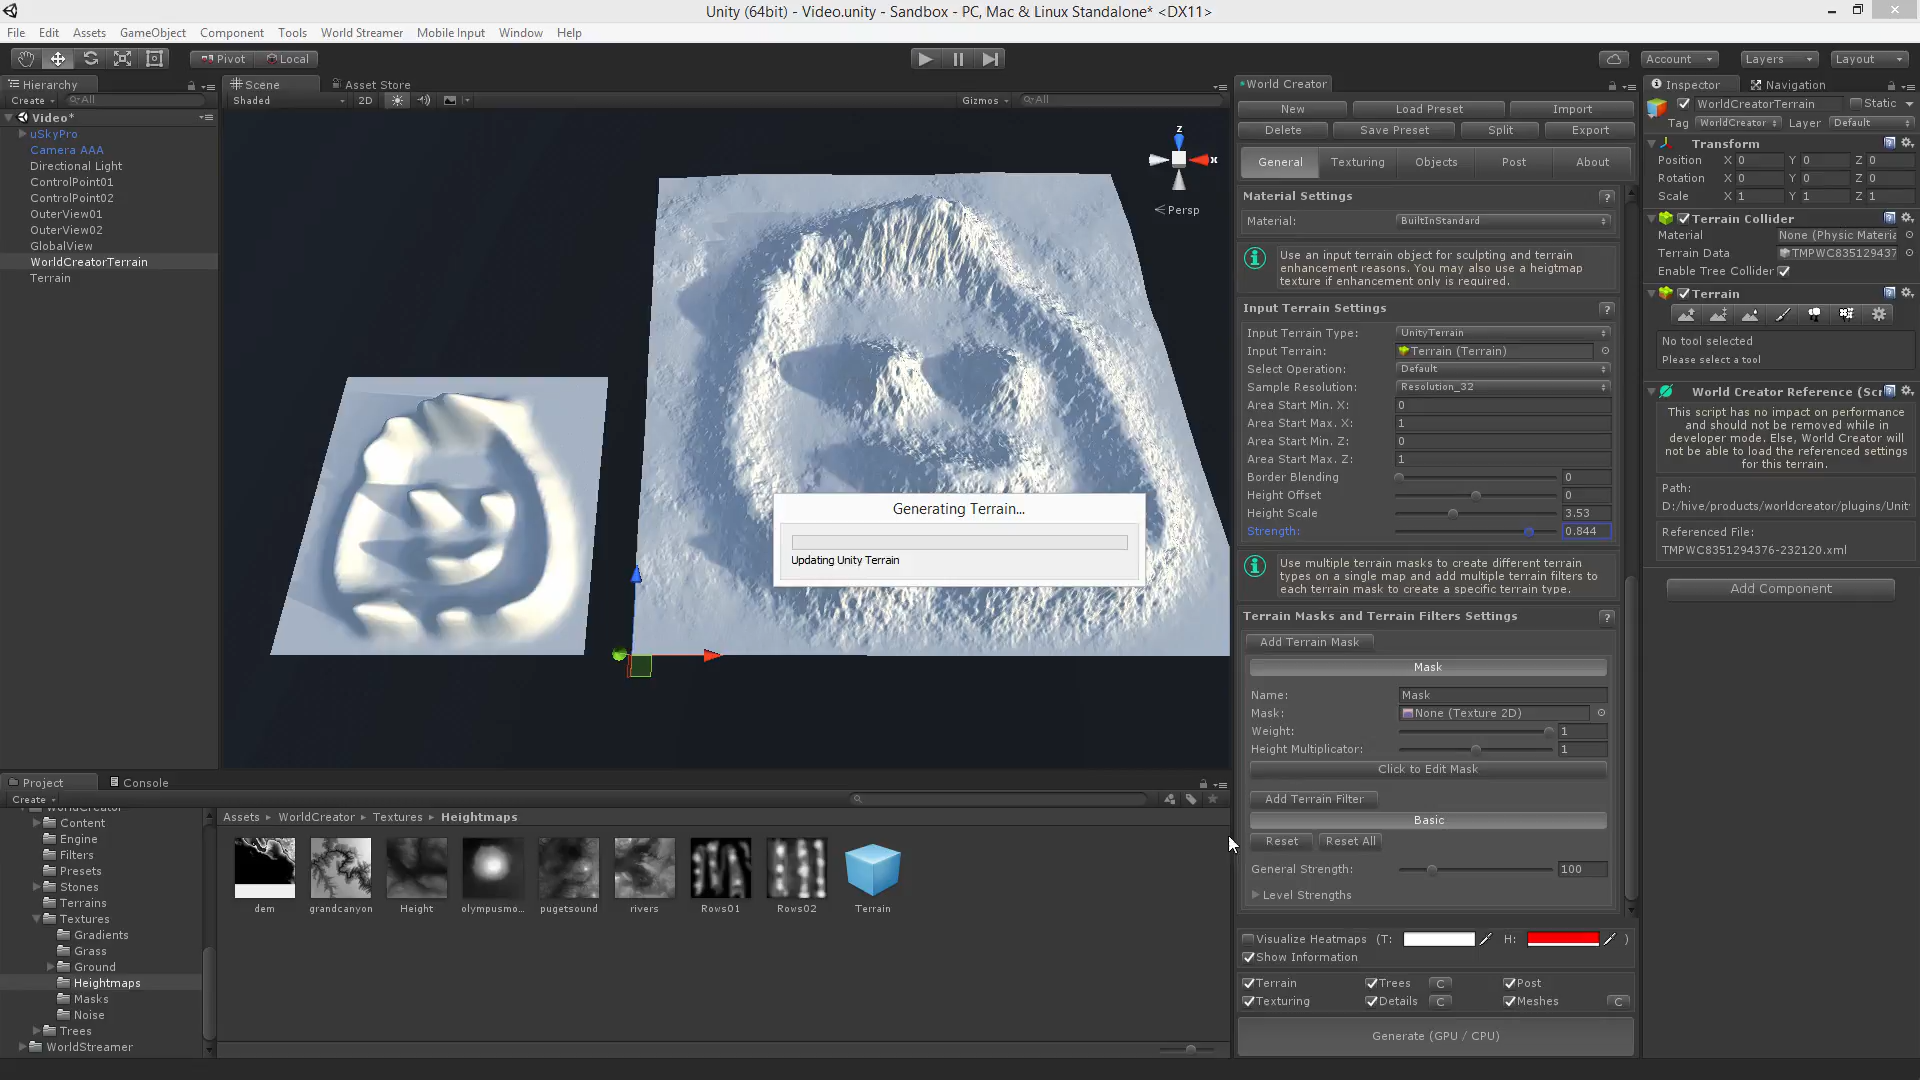 Unity (64bit) - Video.unity - Sandbox - PC, Mac & Linux Standalone* <DX11>
File Edit Assets GameObject Component Tools World Streamer Mobile Input Window Help
Pivot Local
Account Layers Layout
Hierarchy
Create All
Video*
uSkyPro
Camera AAA
Directional Light
ControlPoint01
ControlPoint02
OuterView01
OuterView02
GlobalView
WorldCreatorTerrain
Terrain
Scene Asset Store
Shaded 2D Gizmos All
z
x
Persp
Generating Terrain...
Updating Unity Terrain
World Creator
New Load Preset Import
Delete Save Preset Split Export
General Texturing Objects Post About
Material Settings ?
Material: BuiltInStandard
Use an input terrain object for sculpting and terrain
enhancement reasons. You may also use a heigtmap
texture if enhancement only is required.
Input Terrain Settings ?
Input Terrain Type: UnityTerrain
Input Terrain: Terrain (Terrain)
Select Operation: Default
Sample Resolution: Resolution_32
Area Start Min. X: 0
Area Start Max. X: 1
Area Start Min. Z: 0
Area Start Max. Z: 1
Border Blending 0
Height Offset 0
Height Scale 3.53
Strength: 0.844
Use multiple terrain masks to create different terrain
types on a single map and add multiple terrain filters to
each terrain mask to create a specific terrain type.
Terrain Masks and Terrain Filters Settings ?
Add Terrain Mask
Mask
Name: Mask
Mask: None (Texture 2D)
Weight: 1
Height Multiplicator: 1
Click to Edit Mask
Add Terrain Filter
Basic
Reset Reset All
General Strength: 100
Level Strengths
Visualize Heatmaps (T: H: )
Show Information
Terrain Trees C Post
Texturing Details C Meshes C
Generate (GPU / CPU)
Inspector Navigation
WorldCreatorTerrain Static
Tag WorldCreator Layer Default
Transform
Position X 0 Y 0 Z 0
Rotation X 0 Y 0 Z 0
Scale X 1 Y 1 Z 1
Terrain Collider
Material None (Physic Materia
Terrain Data TMPWC835129437
Enable Tree Collider
Terrain
No tool selected
Please select a tool
World Creator Reference (Scr
This script has no impact on performance
and should not be removed while in
developer mode. Else, World Creator will
not be able to load the referenced settings
for this terrain.
Path:
D:/hive/products/worldcreator/plugins/Unit
Referenced File:
TMPWC8351294376-232120.xml
Add Component
Project Console
Create
WorldCreator
Content
Engine
Filters
Presets
Stones
Terrains
Textures
Gradients
Grass
Ground
Heightmaps
Masks
Noise
Trees
WorldStreamer
Assets WorldCreator Textures Heightmaps
dem grandcanyon Height olympusmo... pugetsound rivers Rows01 Rows02 Terrain